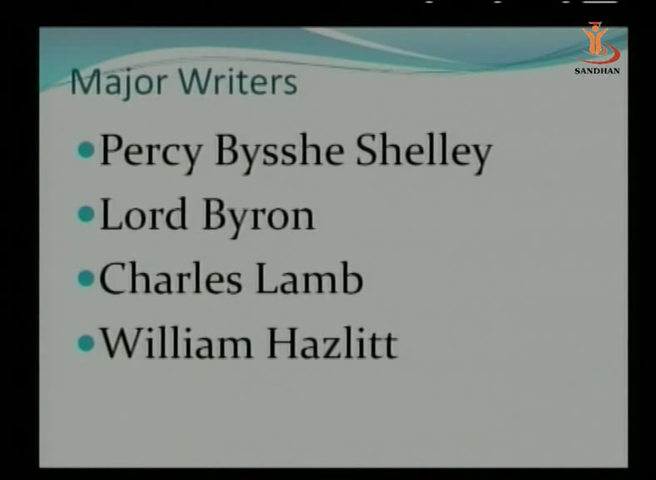 SANDHAN
Major Writers
Percy Bysshe Shelley
Lord Byron
Charles Lamb
William Hazlitt